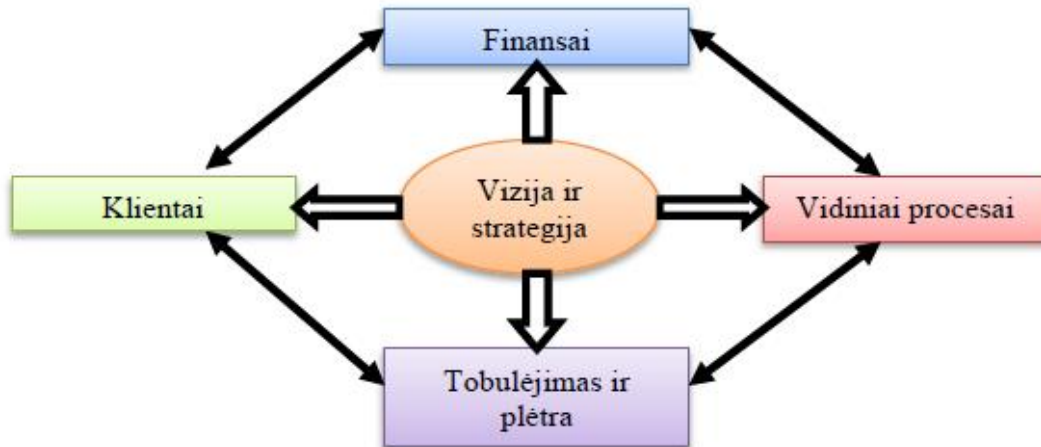 Finansai
Klientai
Vizija ir
strategija
Vidiniai procesai
Tobulėjimas ir
plėtra